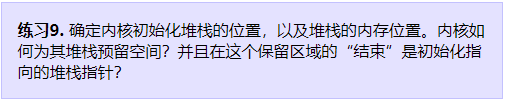 练习9. 确定内核初始化堆栈的位置，以及堆栈的内存位置。内核如
何为其堆栈预留空间？并且在这个保留区域的“结束”是初始化指
向的堆栈指针？